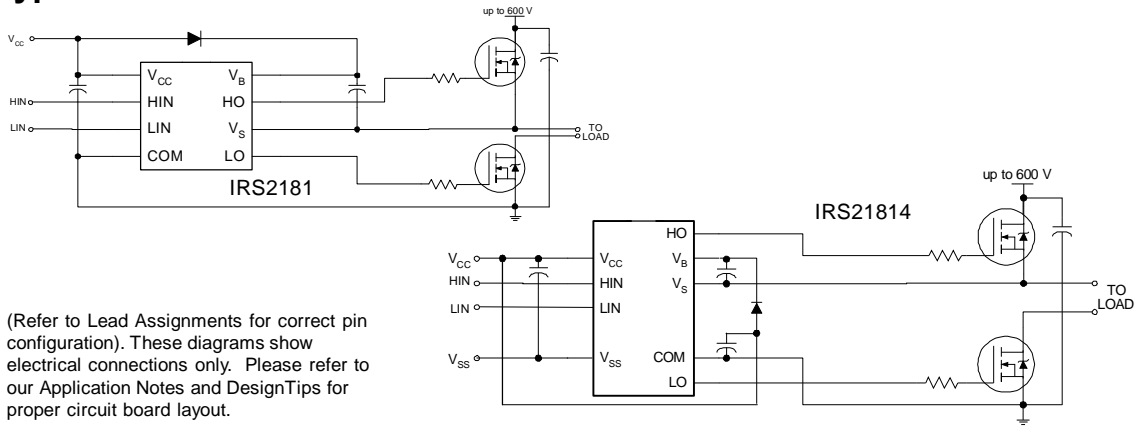 up to 600 V
VCC
VCC
VB
HIN
HIN
HO
LIN
LIN
VS
TO
LOAD
COM
LO
IRS2181
up to 600 V
IRS21814
HO
VCC
VCC
VB
HIN
HIN
VS
TO
LOAD
LIN
LIN
VSS
VSS
COM
LO
(Refer to Lead Assignments for correct pin
configuration). These diagrams show
electrical connections only. Please refer to
our Application Notes and DesignTips for
proper circuit board layout.